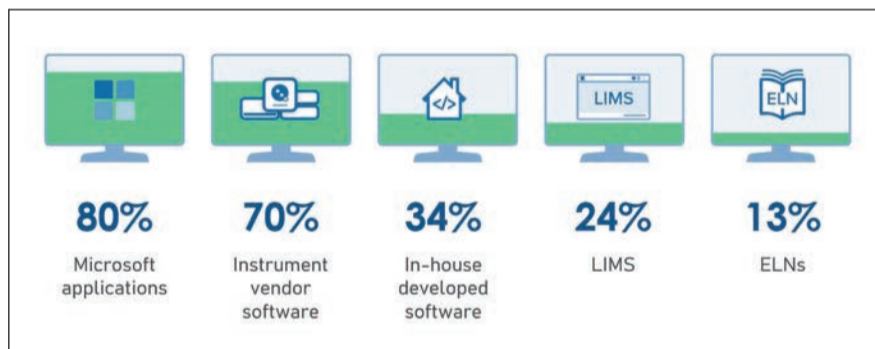 LIMS
ELN
80%
70%
34%
24%
13%
Microsoft
applications
Instrument
vendor
software
In-house
developed
software
LIMS
ELNs